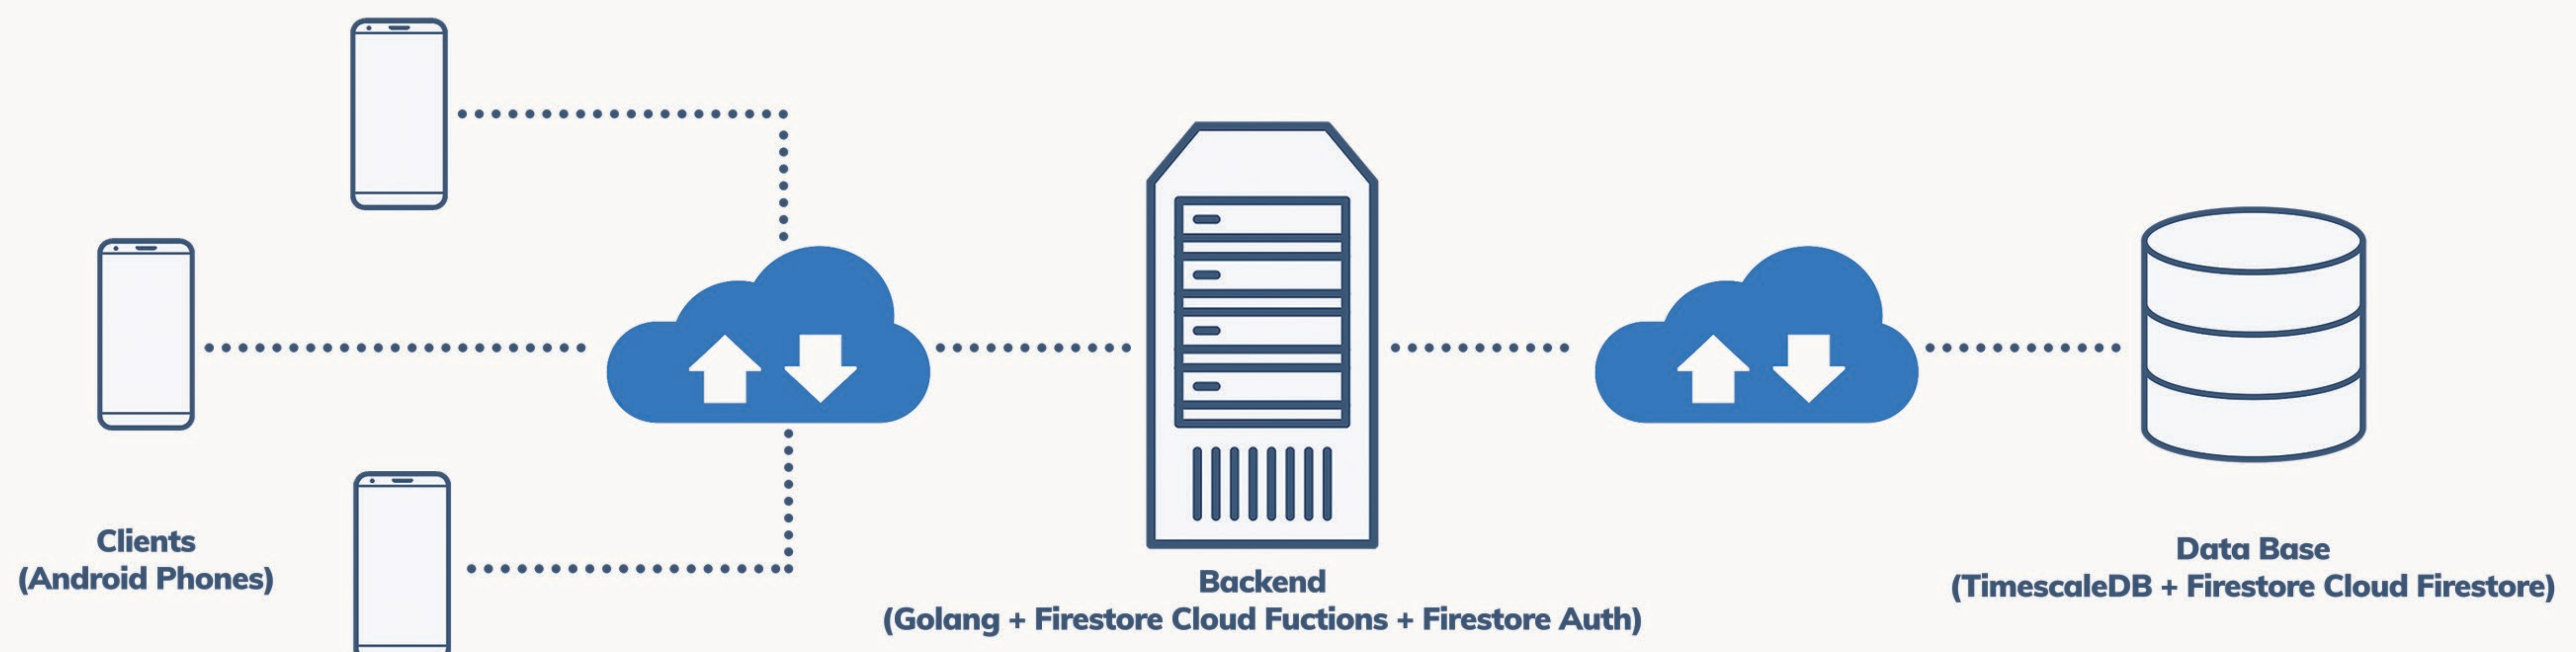 Clients
(Android Phones)
Backend
(Golang + Firestore Cloud Fuctions + Firestore Auth)
Data Base
(TimescaleDB + Firestore Cloud Firestore)